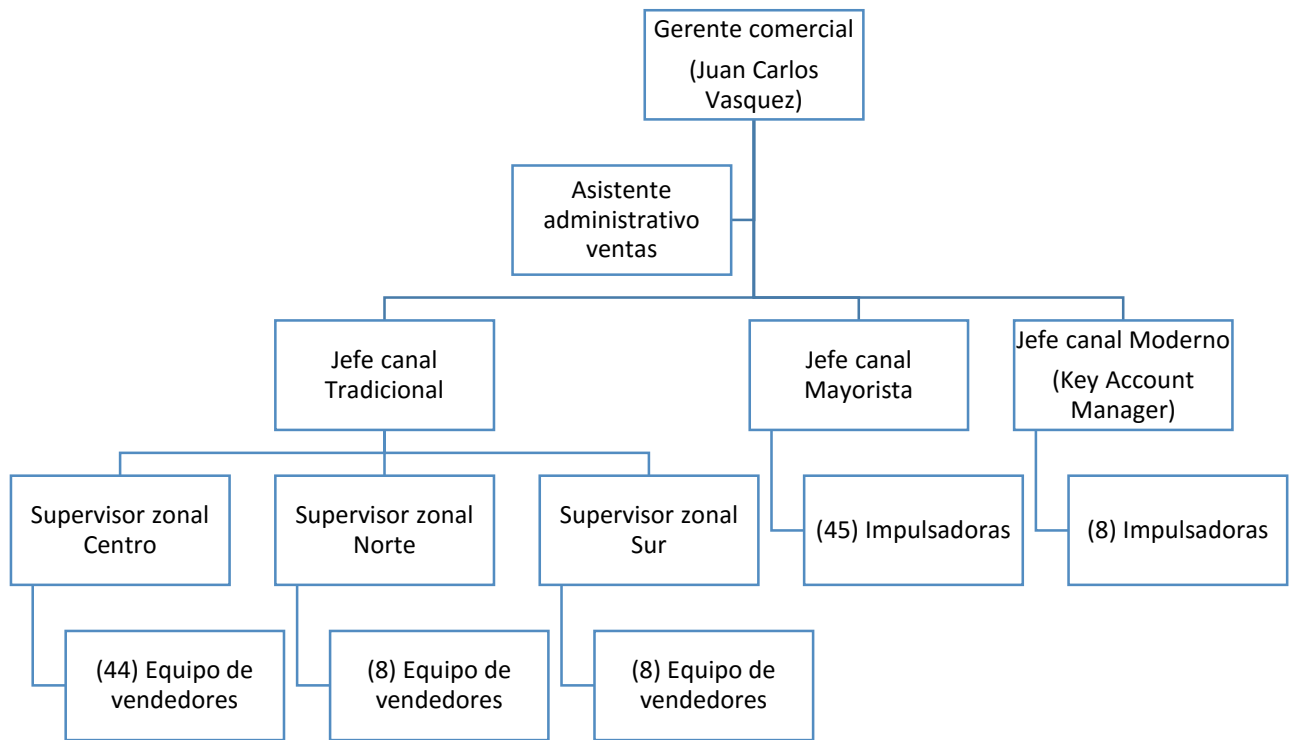 Gerente comercial
(Juan Carlos
Vasquez)
Asistente
administrativo
ventas
Jefe canal
Tradicional
Jefe canal
Mayorista
Jefe canal Moderno
(Key Account
Manager)
Supervisor zonal
Centro
Supervisor zonal
Norte
Supervisor zonal
Sur
(45) Impulsadoras
(8) Impulsadoras
(44) Equipo de
vendedores
(8) Equipo de
vendedores
(8) Equipo de
vendedores